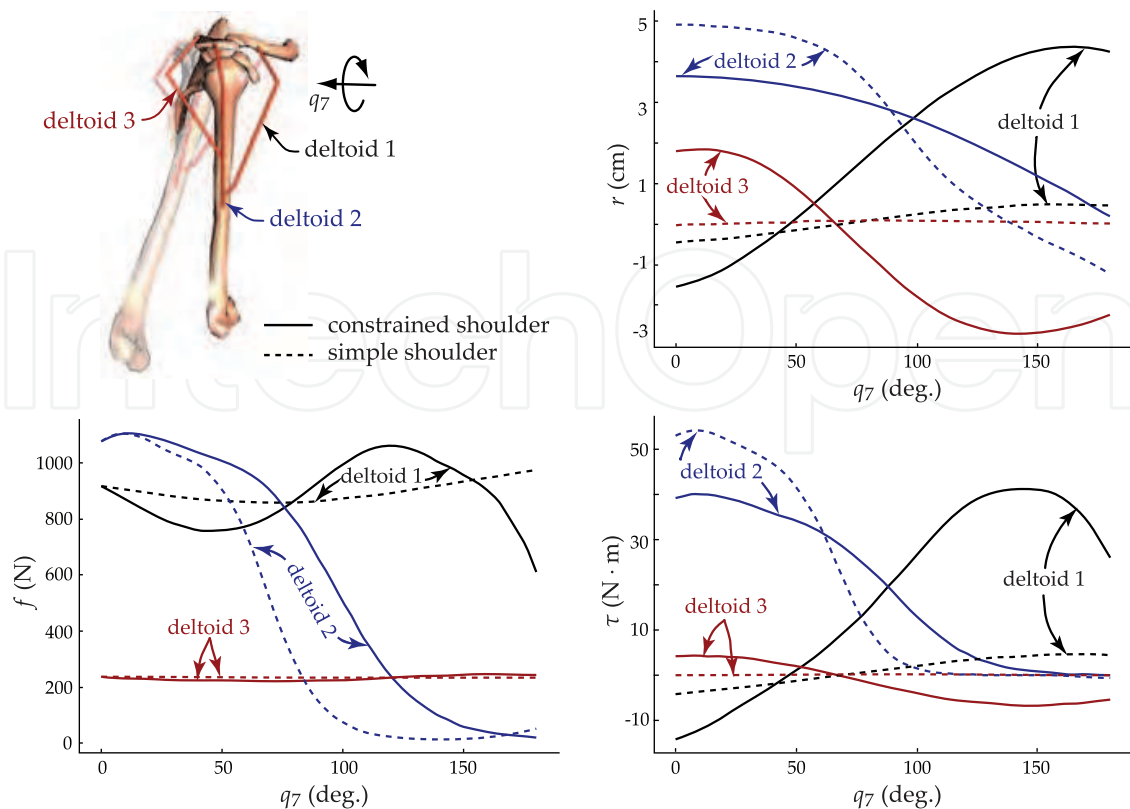 q7
deltoid 3
deltoid 1
deltoid 2
constrained shoulder
simple shoulder
5
3
1
-1
-3
r (cm)
deltoid 2
deltoid 1
deltoid 3
0
50
100
150
q7 (deg.)
1000
800
600
400
200
0
f (N)
deltoid 1
deltoid 2
deltoid 3
0
50
100
150
q7 (deg.)
50
30
10
-10
τ (N · m)
deltoid 2
deltoid 1
deltoid 3
0
50
100
150
q7 (deg.)
IntechOpen